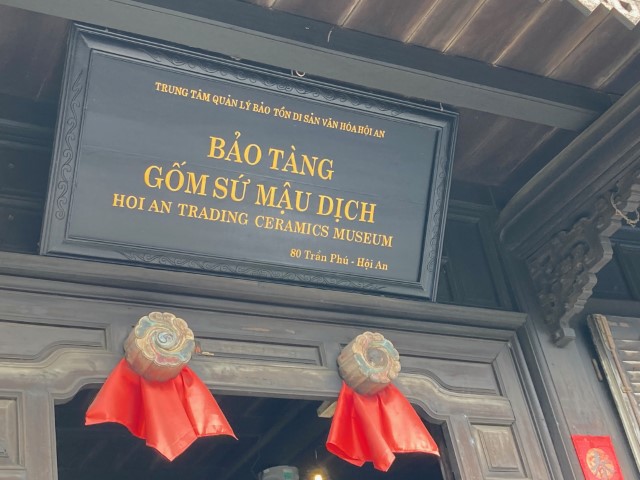 TRUNG TÂM QUẢN LÝ BẢO TỒN DI SẢN VĂN HÓA HỘI AN
BẢO TÀNG
GỐM SỨ MẬU DỊCH
HOI AN TRADING CERAMICS MUSEUM
80 Trần Phú - Hội An
春